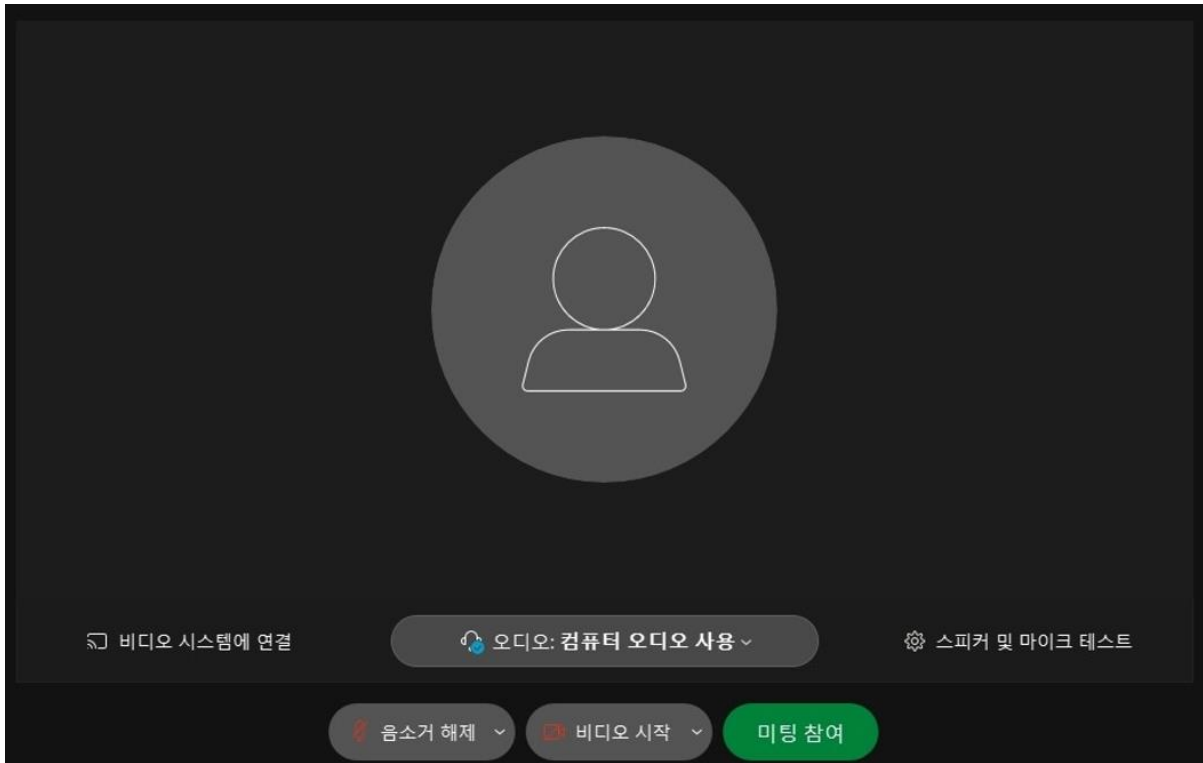 비디오 시스템에 연결
오디오: 컴퓨터 오디오 사용
스피커 및 마이크 테스트
음소거 해제
비디오 시작
미팅 참여